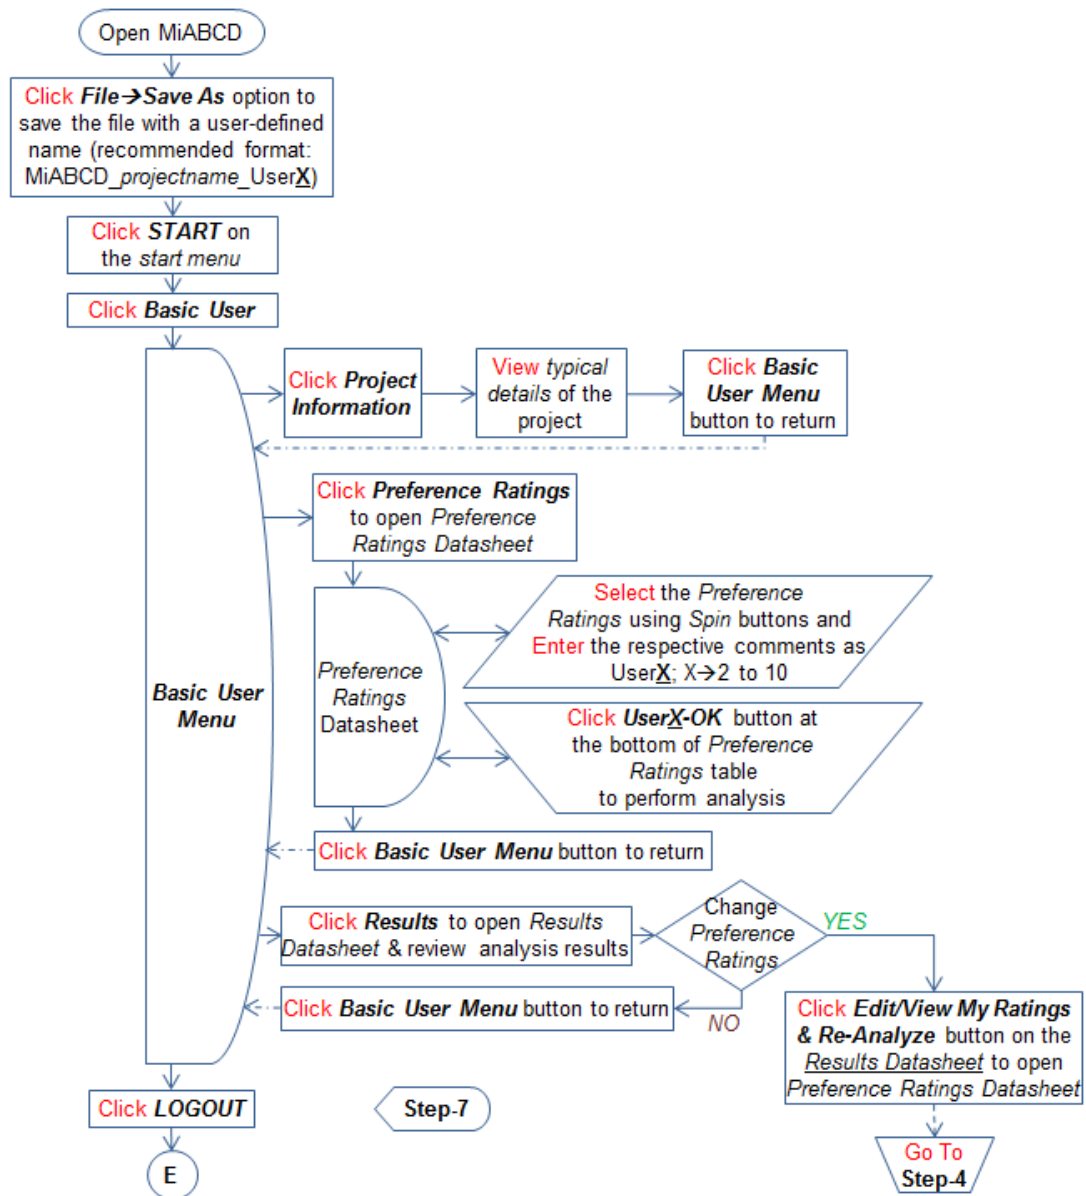 Open MiABCD
Click File→Save As option to
save the file with a user-defined
name (recommended format:
MiABCD_projectname_UserX)
Click START on
the start menu
Click Basic User
Basic User
Menu
Click Project
Information
View typical
details of the
project
Click Basic
User Menu
button to return
Click Preference Ratings
to open Preference
Ratings Datasheet
Preference
Ratings
Datasheet
Select the Preference
Ratings using Spin buttons and
Enter the respective comments as
UserX; X→2 to 10
Click UserX-OK button at
the bottom of Preference
Ratings table
to perform analysis
Click Basic User Menu button to return
Click Results to open Results
Datasheet & review analysis results
Change
Preference
Ratings
YES
NO
Click Basic User Menu button to return
Click Edit/View My Ratings
& Re-Analyze button on the
Results Datasheet to open
Preference Ratings Datasheet
Go To
Step-4
Click LOGOUT
Step-7
E